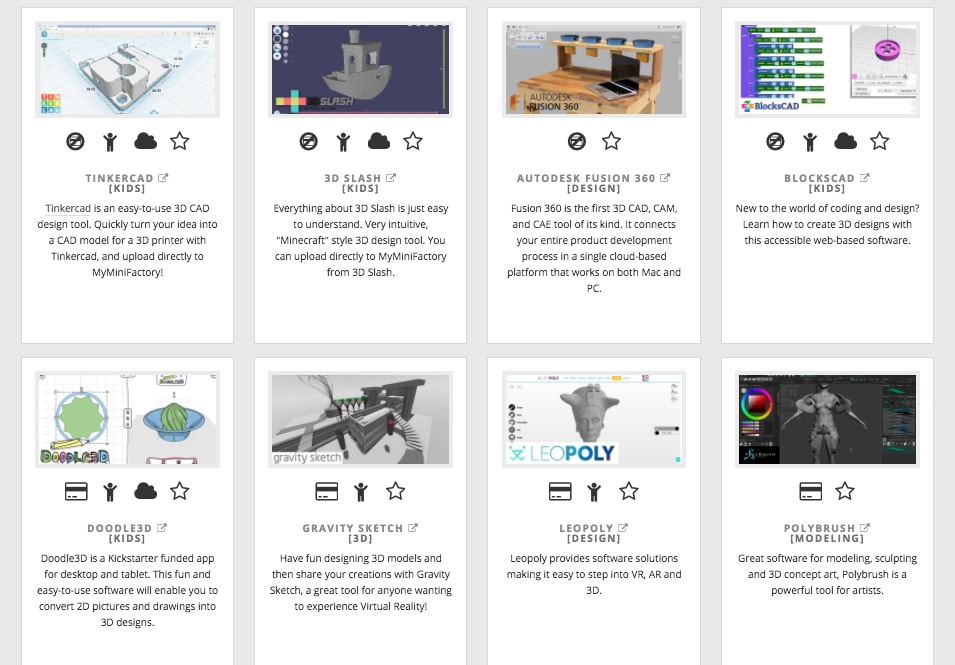 SLASH
AUTODESK
FUSION 360
BlocksCAD
TINKERCAD
[KIDS]
Tinkercad is an easy-to-use 3D CAD
design tool. Quickly turn your idea into
a CAD model for a 3D printer with
Tinkercad, and upload directly to
MyMiniFactory!
3D SLASH
[KIDS]
Everything about 3D Slash is just easy
to understand. Very intuitive,
"Minecraft" style 3D design tool. You
can upload directly to MyMiniFactory
from 3D Slash.
AUTODESK FUSION 360
[DESIGN]
Fusion 360 is the first 3D CAD, CAM,
and CAE tool of its kind. It connects
your entire product development
process in a single cloud-based
platform that works on both Mac and
PC.
BLOCKSCAD
[KIDS]
New to the world of coding and design?
Learn how to create 3D designs with
this accessible web-based software.
DOODLE3D
gravity sketch
LEOPOLY
DOODLE3D
[KIDS]
Doodle3D is a Kickstarter funded app
for desktop and tablet. This fun and
easy-to-use software will enable you to
convert 2D pictures and drawings into
3D designs.
GRAVITY SKETCH
[3D]
Have fun designing 3D models and
then share your creations with Gravity
Sketch, a great tool for anyone wanting
to experience Virtual Reality!
LEOPOLY
[DESIGN]
Leopoly provides software solutions
making it easy to step into VR, AR and
3D.
POLYBRUSH
[MODELING]
Great software for modeling, sculpting
and 3D concept art, Polybrush is a
powerful tool for artists.